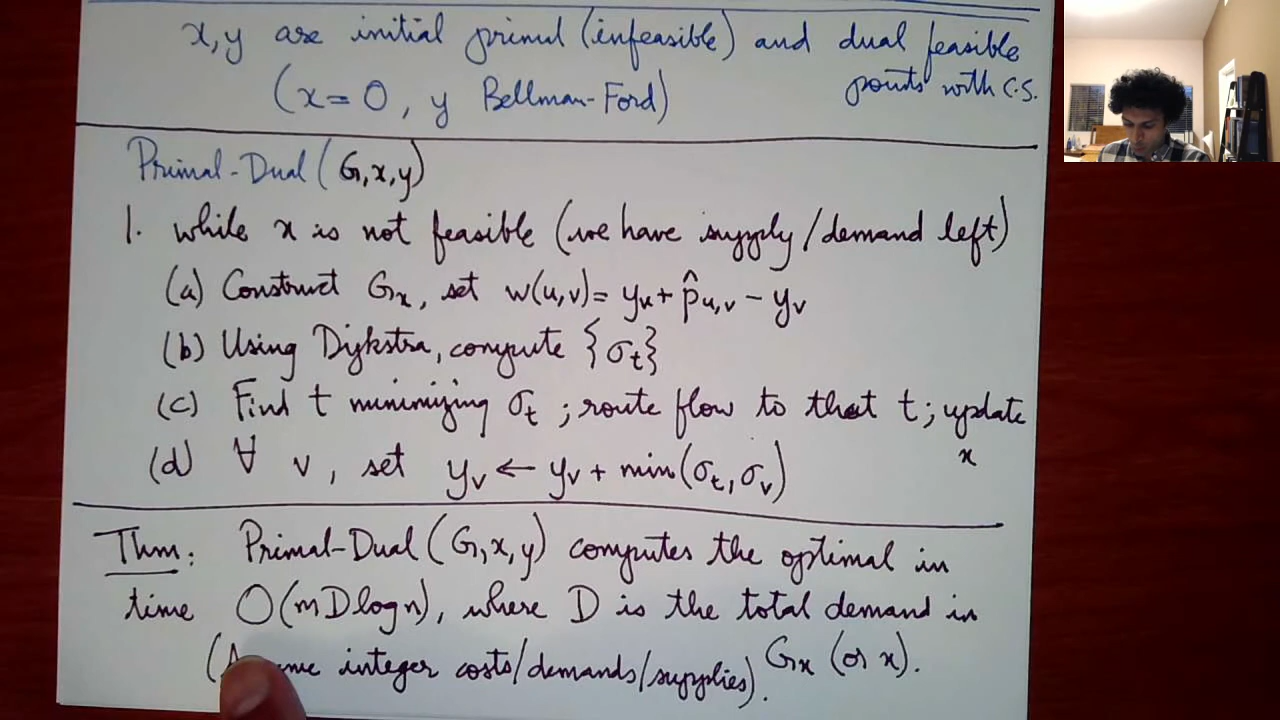 x, y are initial primal (infeasible) and dual feasible
points with C.S.
(x = 0, y Bellman-Ford)
Primal-Dual (G, x, y)
1. while x is not feasible (we have supply/demand left)
(a) Construct Gₓ, set w(u,v) = yᵤ + p̂ᵤ,ᵥ - yᵥ
(b) Using Dijkstra, compute {σₜ}
(c) Find t minimizing σₜ ; route flow to that t ; update
x
(d) ∀ v, set yᵥ ← yᵥ + min(σₜ, σᵥ)
Thm: Primal-Dual (G, x, y) computes the optimal in
time O(mD log n), where D is the total demand in
Gₓ (or x).
integer costs/demands/supplies).